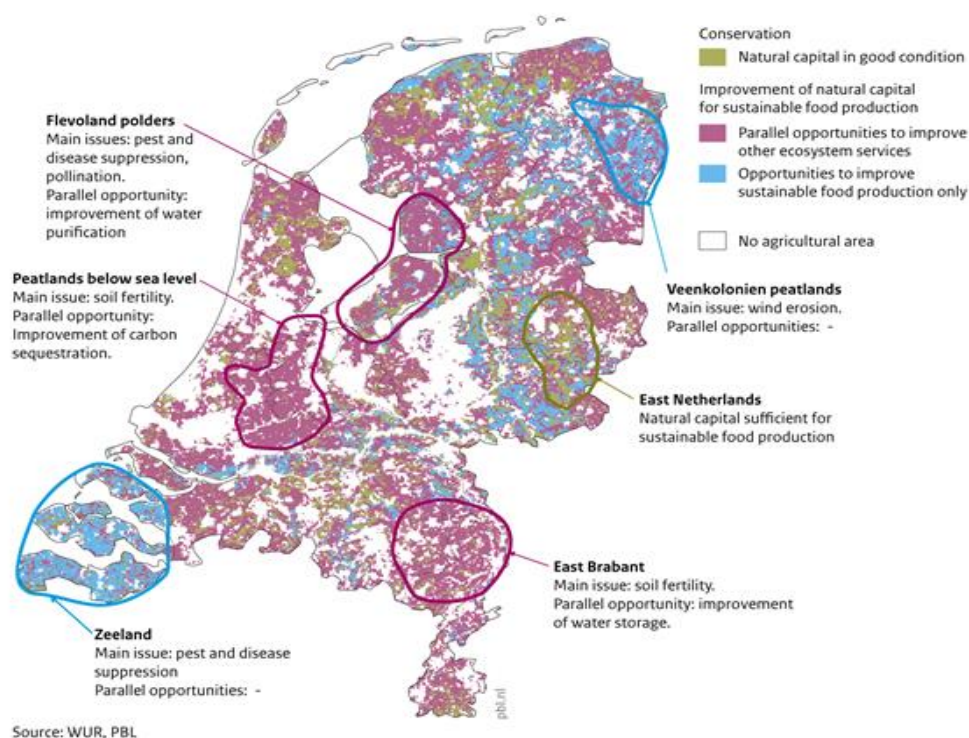 Conservation
Natural capital in good condition
Improvement of natural capital
for sustainable food production
Parallel opportunities to improve
other ecosystem services
Opportunities to improve
sustainable food production only
No agricultural area
Flevoland polders
Main issues: pest and
disease suppression,
pollination.
Parallel opportunity:
improvement of water
purification
Peatlands below sea level
Main issue: soil fertility.
Parallel opportunity:
Improvement of carbon
sequestration.
Veenkolonien peatlands
Main issue: wind erosion.
Parallel opportunities: -
East Netherlands
Natural capital sufficient for
sustainable food production
East Brabant
Main issue: soil fertility.
Parallel opportunity: improvement
of water storage.
Zeeland
Main issue: pest and disease
suppression
Parallel opportunities: -
pbl.nl
Source: WUR, PBL